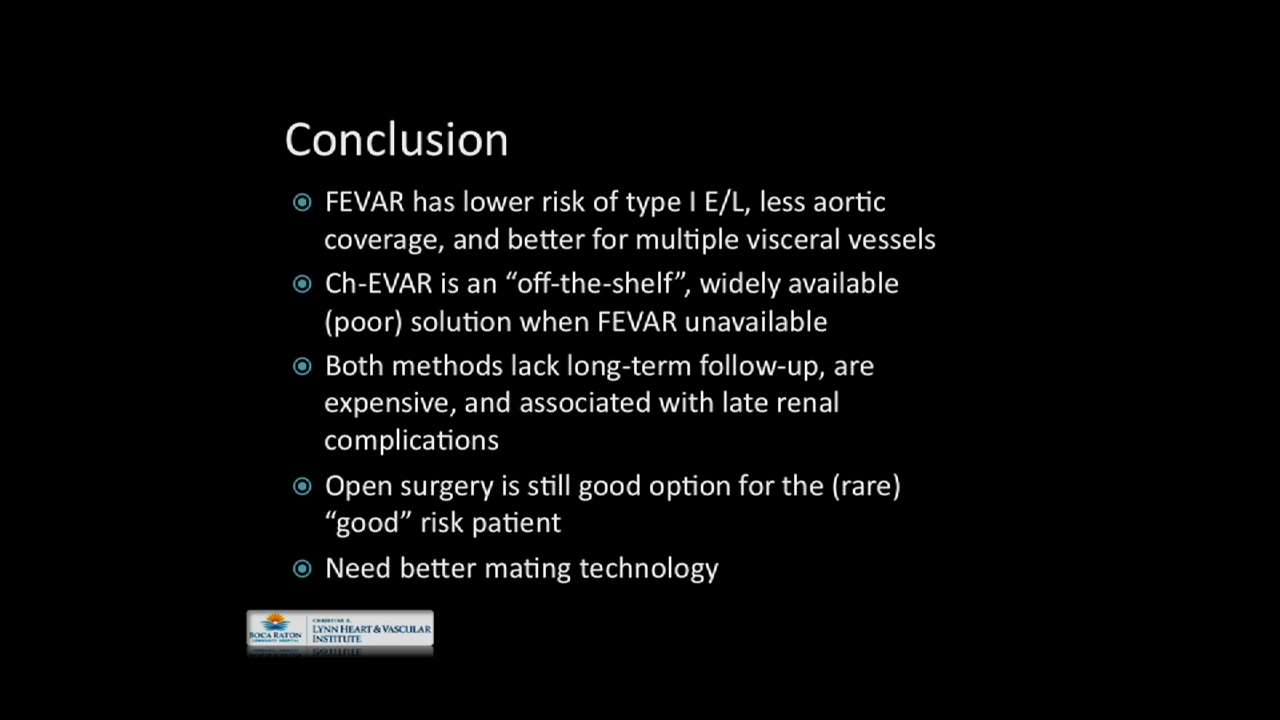 Conclusion
FEVAR has lower risk of type I E/L, less aortic
coverage, and better for multiple visceral vessels
Ch-EVAR is an “off-the-shelf”, widely available
(poor) solution when FEVAR unavailable
Both methods lack long-term follow-up, are
expensive, and associated with late renal
complications
Open surgery is still good option for the (rare)
“good” risk patient
Need better mating technology
BOCA RATON
COMMUNITY HOSPITAL
CHRISTINE E.
LYNN HEART & VASCULAR
INSTITUTE